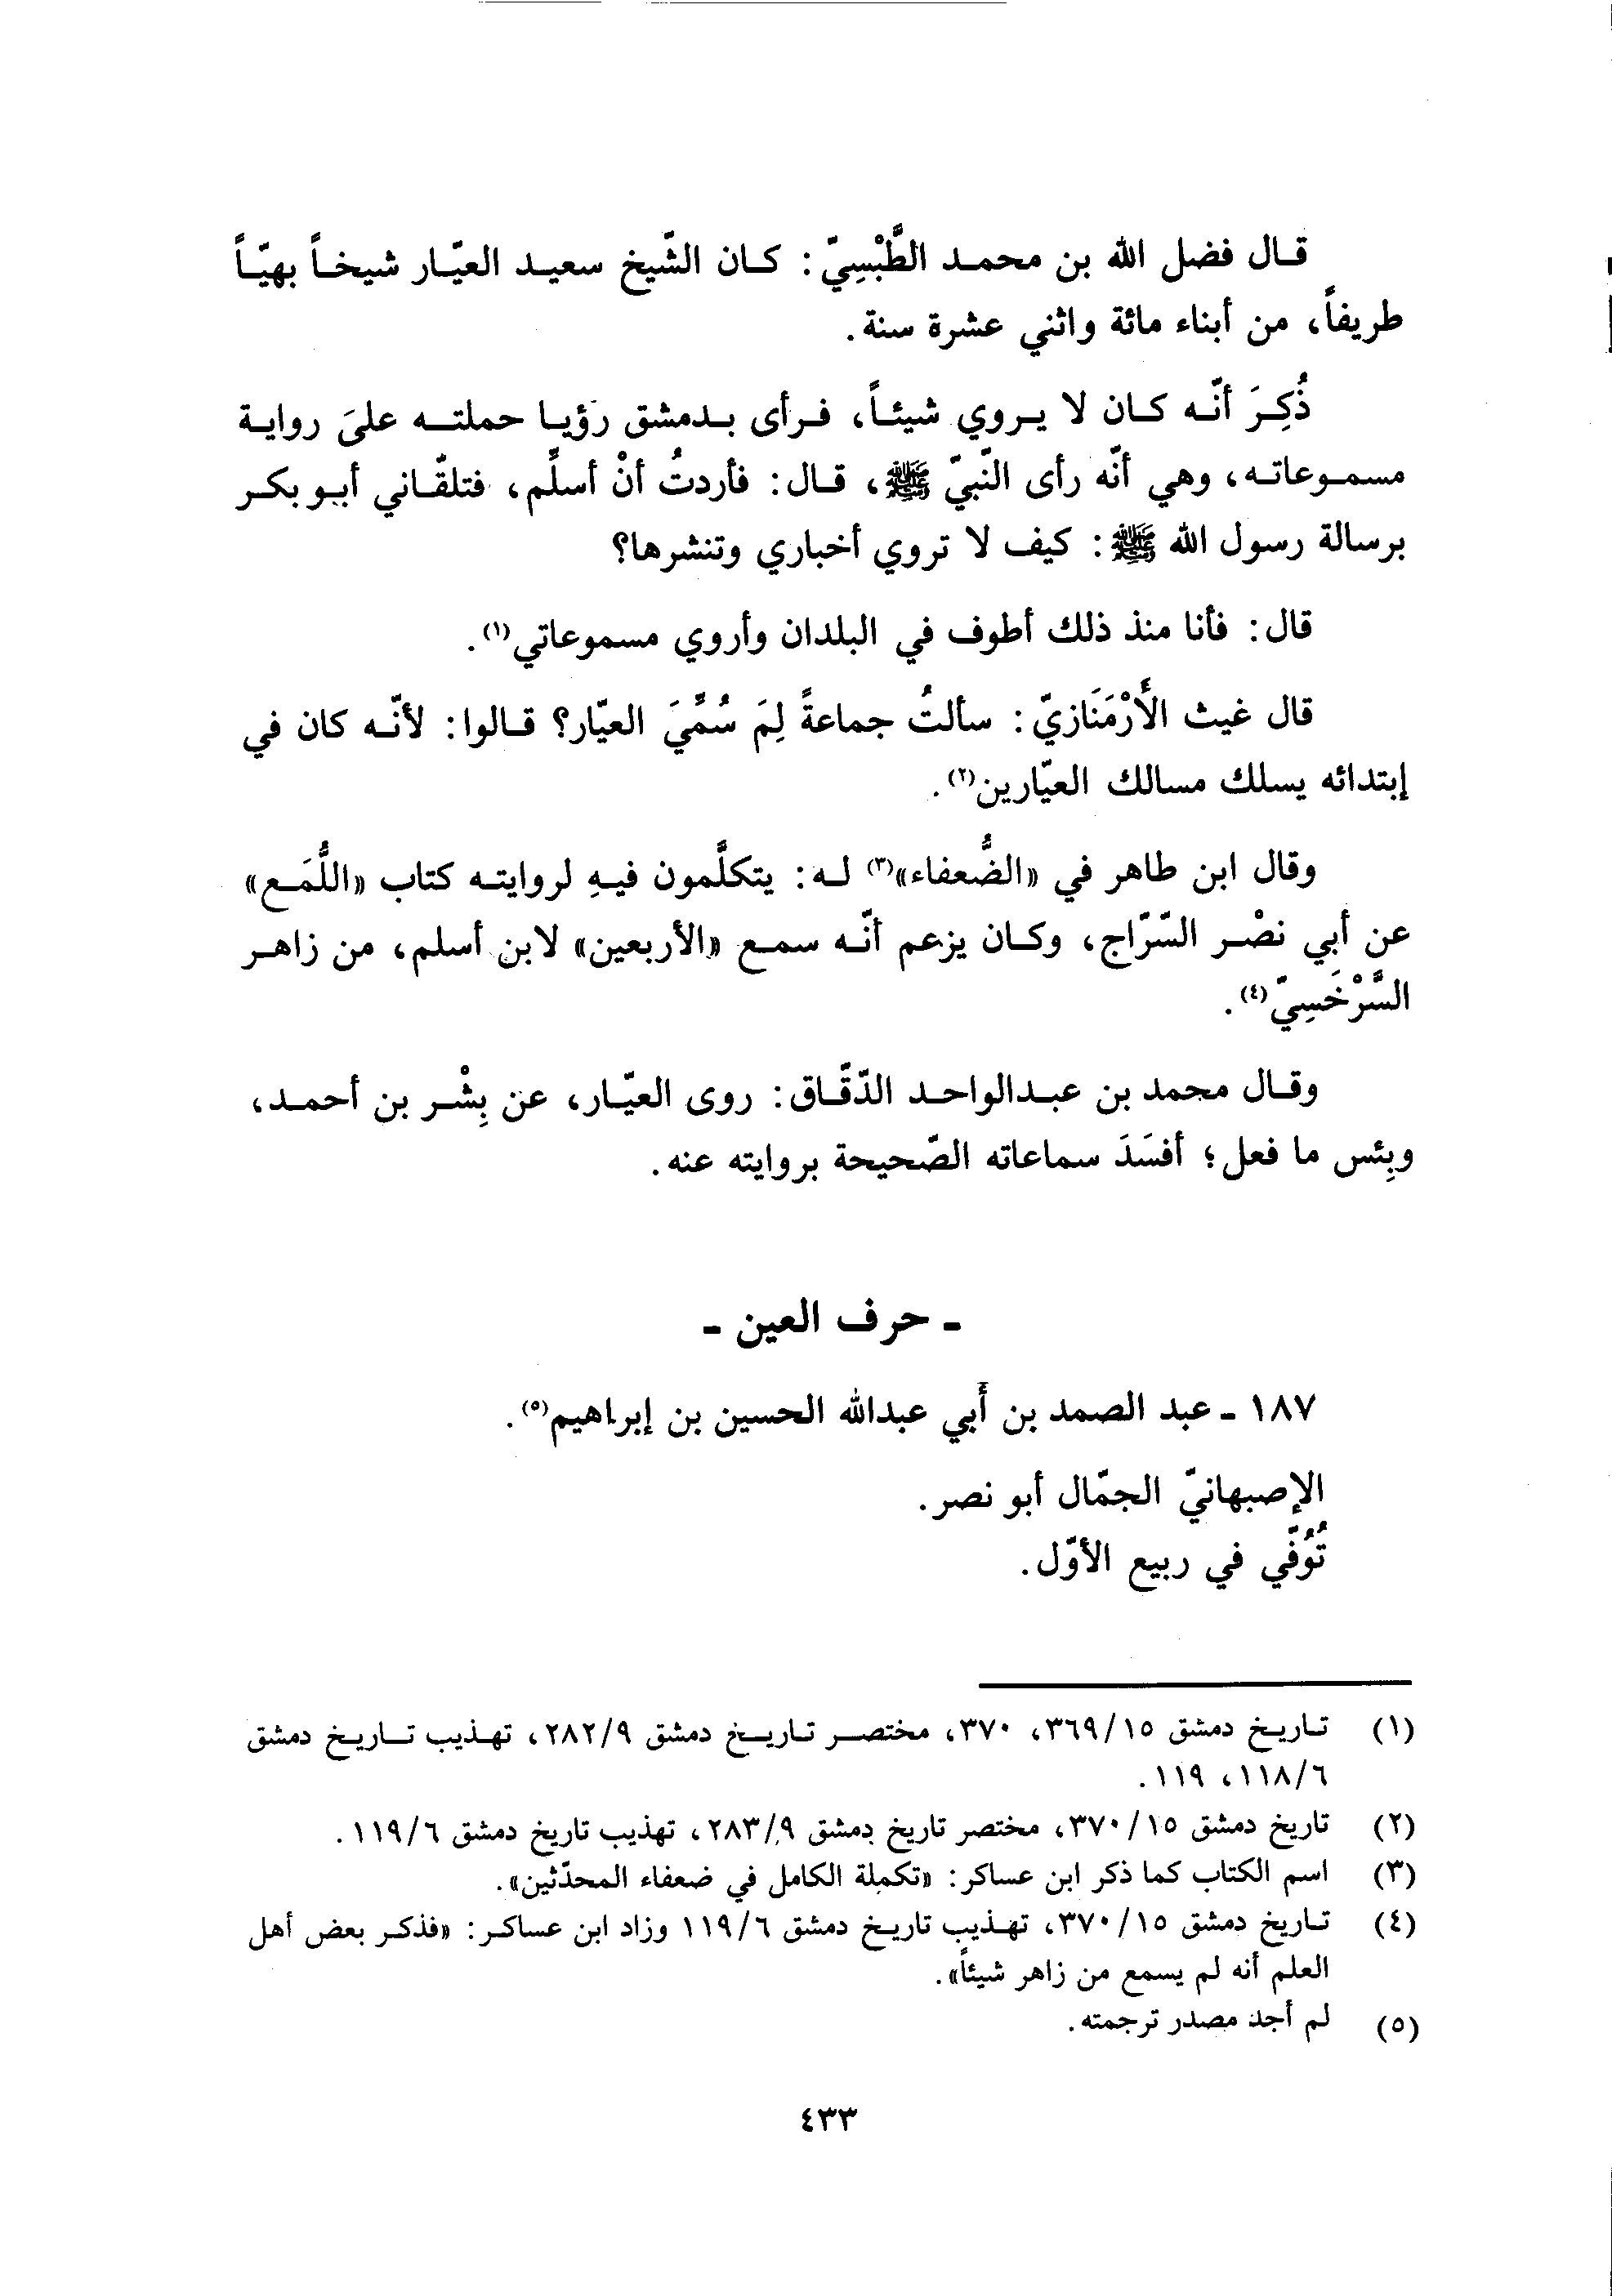 قال فضل الله بن محمد الطَّبْسِيّ: كان الشّيخ سعيد العيّار شيخاً بهيّاً
طريفاً، من أبناء مائة واثني عشرة سنة.
ذُكِرَ أنّه كان لا يروي شيئاً، فرأى بدمشق رؤيا حملته علىَ رواية
مسموعاته، وهي أنّه رأى النّبيّ ﷺ، قال: فأردتُ أنْ أسلِّم، فتلقّاني أبو بكر
برسالة رسول الله ﷺ: كيف لا تروي أخباري وتنشرها؟
قال: فأنا منذ ذلك أطوف في البلدان وأروي مسموعاتي(١).
قال غيث الأَرْمَنَازيّ: سألتُ جماعةً لِمَ سُمِّيَ العيّار؟ قالوا: لأنّه كان في
إبتدائه يسلك مسالك العيّارين(٢).
وقال ابن طاهر في «الضُّعفاء»(٣) له: يتكلَّمون فيهِ لروايته كتاب «اللُّمَع»
عن أبي نصْر السّرّاج، وكان يزعم أنّه سمع «الأربعين» لابن أسلم، من زاهر
السَّرْخَسِيّ(٤).
وقال محمد بن عبدالواحد الدّقّاق: روى العيّار، عن بِشْر بن أحمد،
وبِئس ما فعل؛ أفسَدَ سماعاته الصّحيحة بروايته عنه.
ـ حرف العين ـ
١٨٧ ـ عبد الصمد بن أبي عبدالله الحسين بن إبراهيم(٥).
الإصبهانيّ الجمّال أبو نصر.
تُوُفّي في ربيع الأوّل.
(١) تاريخ دمشق ٣٦٩/١٥، ٣٧٠، مختصر تاريخ دمشق ٢٨٢/٩، تهذيب تاريخ دمشق
١١٨/٦، ١١٩.
(٢) تاريخ دمشق ٣٧٠/١٥، مختصر تاريخ دمشق ٢٨٣/٩، تهذيب تاريخ دمشق ١١٩/٦.
(٣) اسم الكتاب كما ذكر ابن عساكر: «تكملة الكامل في ضعفاء المحدّثين».
(٤) تاريخ دمشق ٣٧٠/١٥، تهذيب تاريخ دمشق ١١٩/٦ وزاد ابن عساكر: «فذكر بعض أهل
العلم أنه لم يسمع من زاهر شيئاً».
(٥) لم أجد مصدر ترجمته.
٤٣٣